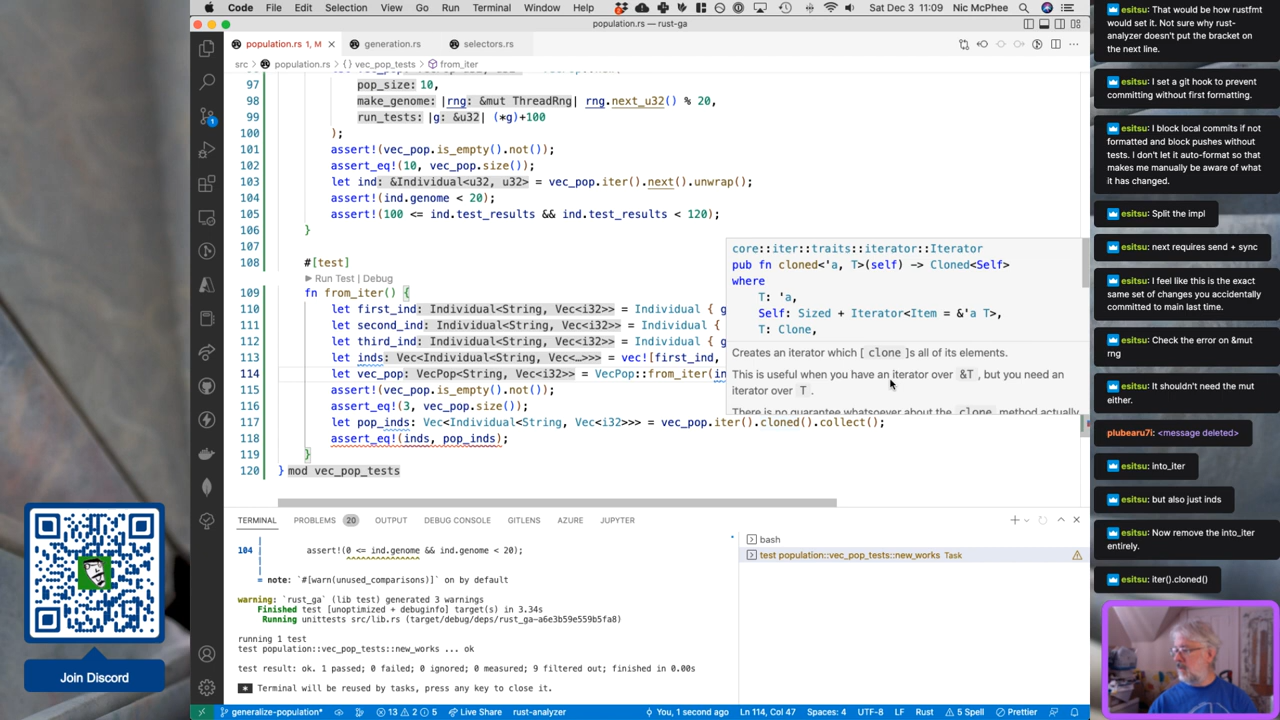 Code File Edit Selection View Go Run Terminal Window Help
Sat Dec 3 11:09 Nic McPhee
population.rs — rust-ga
population.rs 1, M
generation.rs
selectors.rs
src > population.rs > {} vec_pop_tests > from_iter
97 pop_size: 10,
98 make_genome: |rng: &mut ThreadRng| rng.next_u32() % 20,
99 run_tests: |g: &u32| (*g)+100
100 );
101 assert!(vec_pop.is_empty().not());
102 assert_eq!(10, vec_pop.size());
103 let ind: &Individual<u32, u32> = vec_pop.iter().next().unwrap();
104 assert!(ind.genome < 20);
105 assert!(100 <= ind.test_results && ind.test_results < 120);
106 }
107
108 #[test]
Run Test | Debug
109 fn from_iter() {
110 let first_ind: Individual<String, Vec<i32>> = Individual { g
111 let second_ind: Individual<String, Vec<i32>> = Individual {
112 let third_ind: Individual<String, Vec<i32>> = Individual { g
113 let inds: Vec<Individual<String, Vec<…>>> = vec![first_ind,
114 let vec_pop: VecPop<String, Vec<i32>> = VecPop::from_iter(in
115 assert!(vec_pop.is_empty().not());
116 assert_eq!(3, vec_pop.size());
117 let pop_inds: Vec<Individual<String, Vec<i32>>> = vec_pop.iter().cloned().collect();
118 assert_eq!(inds, pop_inds);
119 }
120 } mod vec_pop_tests
core::iter::traits::iterator::Iterator
pub fn cloned<'a, T>(self) -> Cloned<Self>
where
T: 'a,
Self: Sized + Iterator<Item = &'a T>,
T: Clone,
Creates an iterator which [ clone ]s all of its elements.
This is useful when you have an iterator over &T , but you need an
iterator over T .
There is no guarantee whatsoever about the clone method actually
TERMINAL PROBLEMS 20 OUTPUT DEBUG CONSOLE GITLENS AZURE JUPYTER
104 | assert!(0 <= ind.genome && ind.genome < 20);
| ^^^^^^^^^^^^^^^
|
= note: `#[warn(unused_comparisons)]` on by default
warning: `rust_ga` (lib test) generated 3 warnings
Finished test [unoptimized + debuginfo] target(s) in 3.34s
Running unittests src/lib.rs (target/debug/deps/rust_ga-a6e3b59e559b5fa8)
running 1 test
test population::vec_pop_tests::new_works ... ok
test result: ok. 1 passed; 0 failed; 0 ignored; 0 measured; 9 filtered out; finished in 0.00s
* Terminal will be reused by tasks, press any key to close it.
bash
test population::vec_pop_tests::new_works Task
generalize-population* 13 2 5 Live Share rust-analyzer You, 1 second ago Ln 114, Col 47 Spaces: 4 UTF-8 LF Rust 5 Spell Prettier
Join Discord
That would be how rustfmt
would set it. Not sure why rust-
analyzer doesn't put the bracket on
the next line.
esitsu: I set a git hook to prevent
committing without first formatting.
esitsu: I block local commits if not
formatted and block pushes without
tests. I don't let it auto-format so that
makes me manually be aware of what
it has changed.
esitsu: Split the impl
esitsu: next requires send + sync
esitsu: I feel like this is the exact
same set of changes you accidentally
committed to main last time.
esitsu: Check the error on &mut
rng
esitsu: It shouldn't need the mut
either.
plubearu7i: <message deleted>
esitsu: into_iter
esitsu: but also just inds
esitsu: Now remove the into_iter
entirely.
esitsu: iter().cloned()